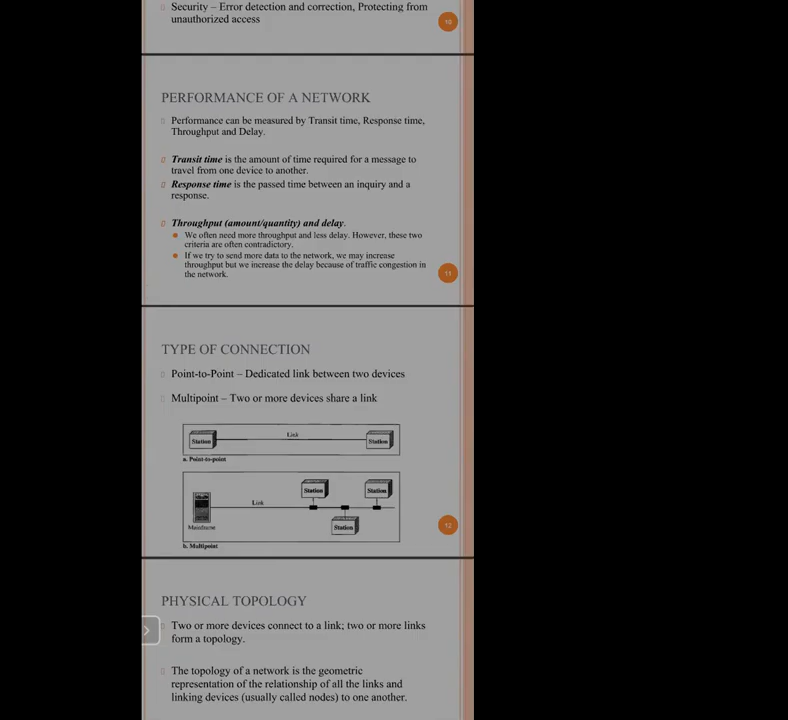 Security – Error detection and correction, Protecting from
unauthorized access
10
PERFORMANCE OF A NETWORK
Performance can be measured by Transit time, Response time,
Throughput and Delay.
Transit time is the amount of time required for a message to
travel from one device to another.
Response time is the passed time between an inquiry and a
response.
Throughput (amount/quantity) and delay.
We often need more throughput and less delay. However, these two
criteria are often contradictory.
If we try to send more data to the network, we may increase
throughput but we increase the delay because of traffic congestion in
the network.
11
TYPE OF CONNECTION
Point-to-Point – Dedicated link between two devices
Multipoint – Two or more devices share a link
Station
Link
Station
a. Point-to-point
Station
Station
Link
Station
Mainframe
b. Multipoint
12
PHYSICAL TOPOLOGY
Two or more devices connect to a link; two or more links
form a topology.
The topology of a network is the geometric
representation of the relationship of all the links and
linking devices (usually called nodes) to one another.